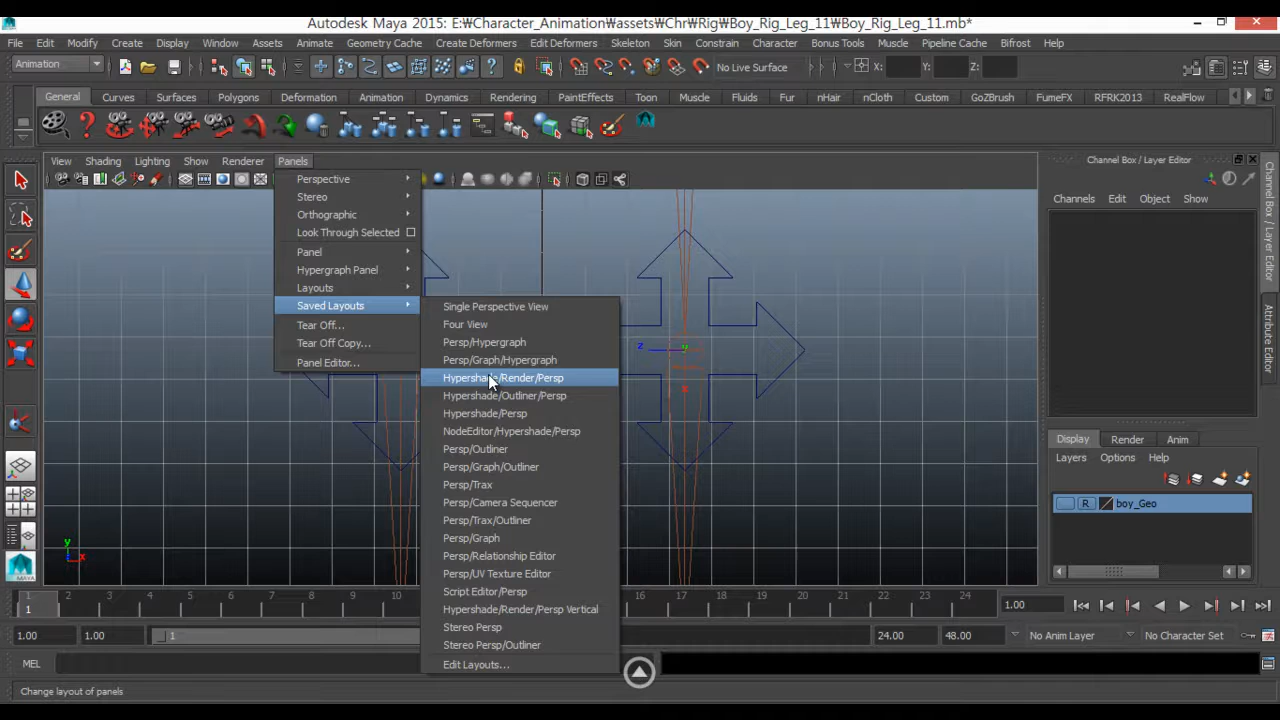 Autodesk Maya 2015: E:₩Character_Animation₩assets₩Chr₩Rig₩Boy_Rig_Leg_11₩Boy_Rig_Leg_11.mb*
File Edit Modify Create Display Window Assets Animate Geometry Cache Create Deformers Edit Deformers Skeleton Skin Constrain Character Bonus Tools Muscle Pipeline Cache Bifrost Help
Animation No Live Surface X: Y: Z:
General Curves Surfaces Polygons Deformation Animation Dynamics Rendering PaintEffects Toon Muscle Fluids Fur nHair nCloth Custom GoZBrush FumeFX RFRK2013 RealFlow
View Shading Lighting Show Renderer Panels
Channel Box / Layer Editor
Channels Edit Object Show
Perspective
Stereo
Orthographic
Look Through Selected
Panel
Hypergraph Panel
Layouts
Saved Layouts
Tear Off...
Tear Off Copy...
Panel Editor...
Single Perspective View
Four View
Persp/Hypergraph
Persp/Graph/Hypergraph
Hypershade/Render/Persp
Hypershade/Outliner/Persp
Hypershade/Persp
NodeEditor/Hypershade/Persp
Persp/Outliner
Persp/Graph/Outliner
Persp/Trax
Persp/Camera Sequencer
Persp/Trax/Outliner
Persp/Graph
Persp/Relationship Editor
Persp/UV Texture Editor
Script Editor/Persp
Hypershade/Render/Persp Vertical
Stereo Persp
Stereo Persp/Outliner
Edit Layouts...
z y x
y x
Channel Box / Layer Editor
Attribute Editor
Display Render Anim
Layers Options Help
R boy_Geo
MAYA
1 2 3 4 5 6 7 8 9 10 16 17 18 19 20 21 22 23 24
1 1.00
1.00 1.00 1 24.00 48.00 No Anim Layer No Character Set
MEL
Change layout of panels